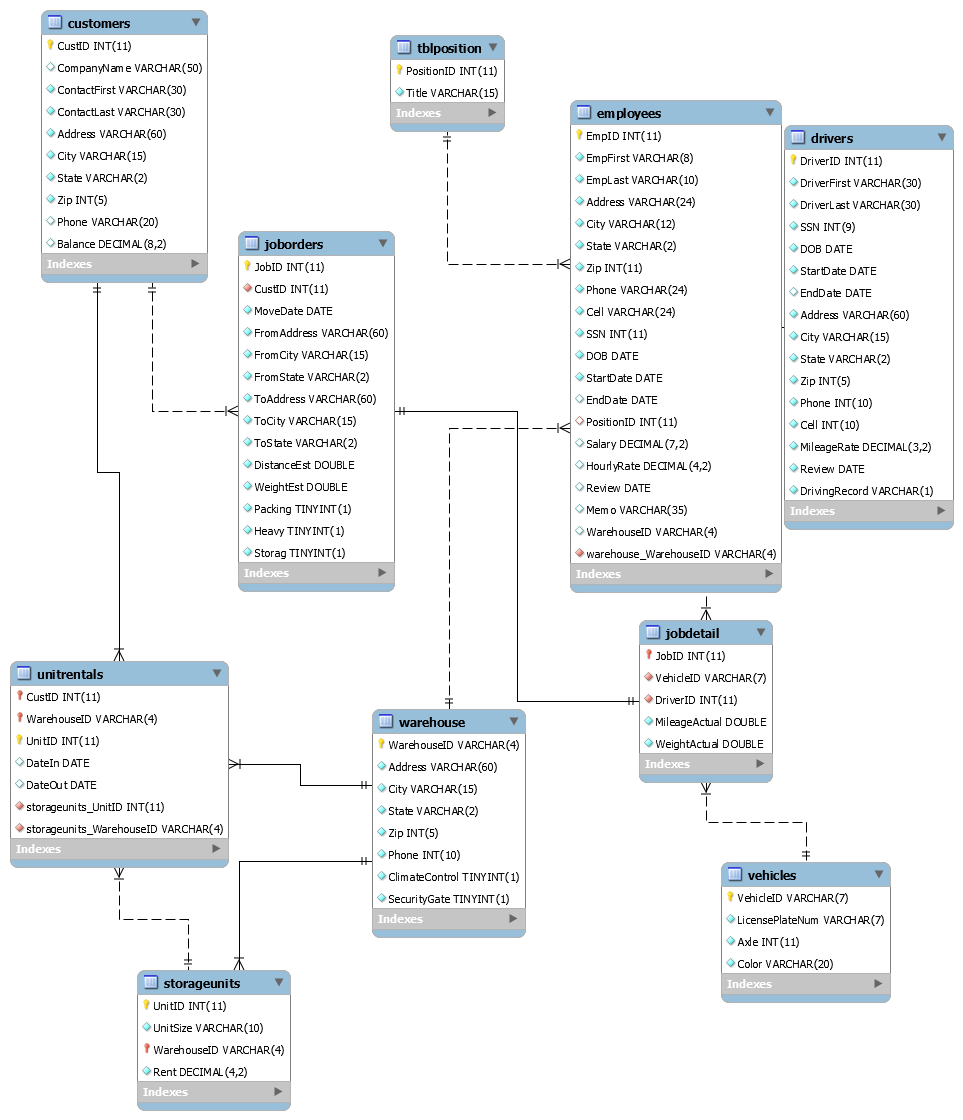 customers
CustID INT(11)
CompanyName VARCHAR(50)
ContactFirst VARCHAR(30)
ContactLast VARCHAR(30)
Address VARCHAR(60)
City VARCHAR(15)
State VARCHAR(2)
Zip INT(5)
Phone VARCHAR(20)
Balance DECIMAL(8,2)
Indexes
tblposition
PositionID INT(11)
Title VARCHAR(15)
Indexes
employees
EmpID INT(11)
EmpFirst VARCHAR(8)
EmpLast VARCHAR(10)
Address VARCHAR(24)
City VARCHAR(12)
State VARCHAR(2)
Zip INT(11)
Phone VARCHAR(24)
Cell VARCHAR(24)
SSN INT(11)
DOB DATE
StartDate DATE
EndDate DATE
PositionID INT(11)
Salary DECIMAL(7,2)
HourlyRate DECIMAL(4,2)
Review DATE
Memo VARCHAR(35)
WarehouseID VARCHAR(4)
warehouse_WarehouseID VARCHAR(4)
Indexes
drivers
DriverID INT(11)
DriverFirst VARCHAR(30)
DriverLast VARCHAR(30)
SSN INT(9)
DOB DATE
StartDate DATE
EndDate DATE
Address VARCHAR(60)
City VARCHAR(15)
State VARCHAR(2)
Zip INT(5)
Phone INT(10)
Cell INT(10)
MileageRate DECIMAL(3,2)
Review DATE
DrivingRecord VARCHAR(1)
Indexes
joborders
JobID INT(11)
CustID INT(11)
MoveDate DATE
FromAddress VARCHAR(60)
FromCity VARCHAR(15)
FromState VARCHAR(2)
ToAddress VARCHAR(60)
ToCity VARCHAR(15)
ToState VARCHAR(2)
DistanceEst DOUBLE
WeightEst DOUBLE
Packing TINYINT(1)
Heavy TINYINT(1)
Storag TINYINT(1)
Indexes
jobdetail
JobID INT(11)
VehicleID VARCHAR(7)
DriverID INT(11)
MileageActual DOUBLE
WeightActual DOUBLE
Indexes
unitrentals
CustID INT(11)
WarehouseID VARCHAR(4)
UnitID INT(11)
DateIn DATE
DateOut DATE
storageunits_UnitID INT(11)
storageunits_WarehouseID VARCHAR(4)
Indexes
warehouse
WarehouseID VARCHAR(4)
Address VARCHAR(60)
City VARCHAR(15)
State VARCHAR(2)
Zip INT(5)
Phone INT(10)
ClimateControl TINYINT(1)
SecurityGate TINYINT(1)
Indexes
vehicles
VehicleID VARCHAR(7)
LicensePlateNum VARCHAR(7)
Axle INT(11)
Color VARCHAR(20)
Indexes
storageunits
UnitID INT(11)
UnitSize VARCHAR(10)
WarehouseID VARCHAR(4)
Rent DECIMAL(4,2)
Indexes